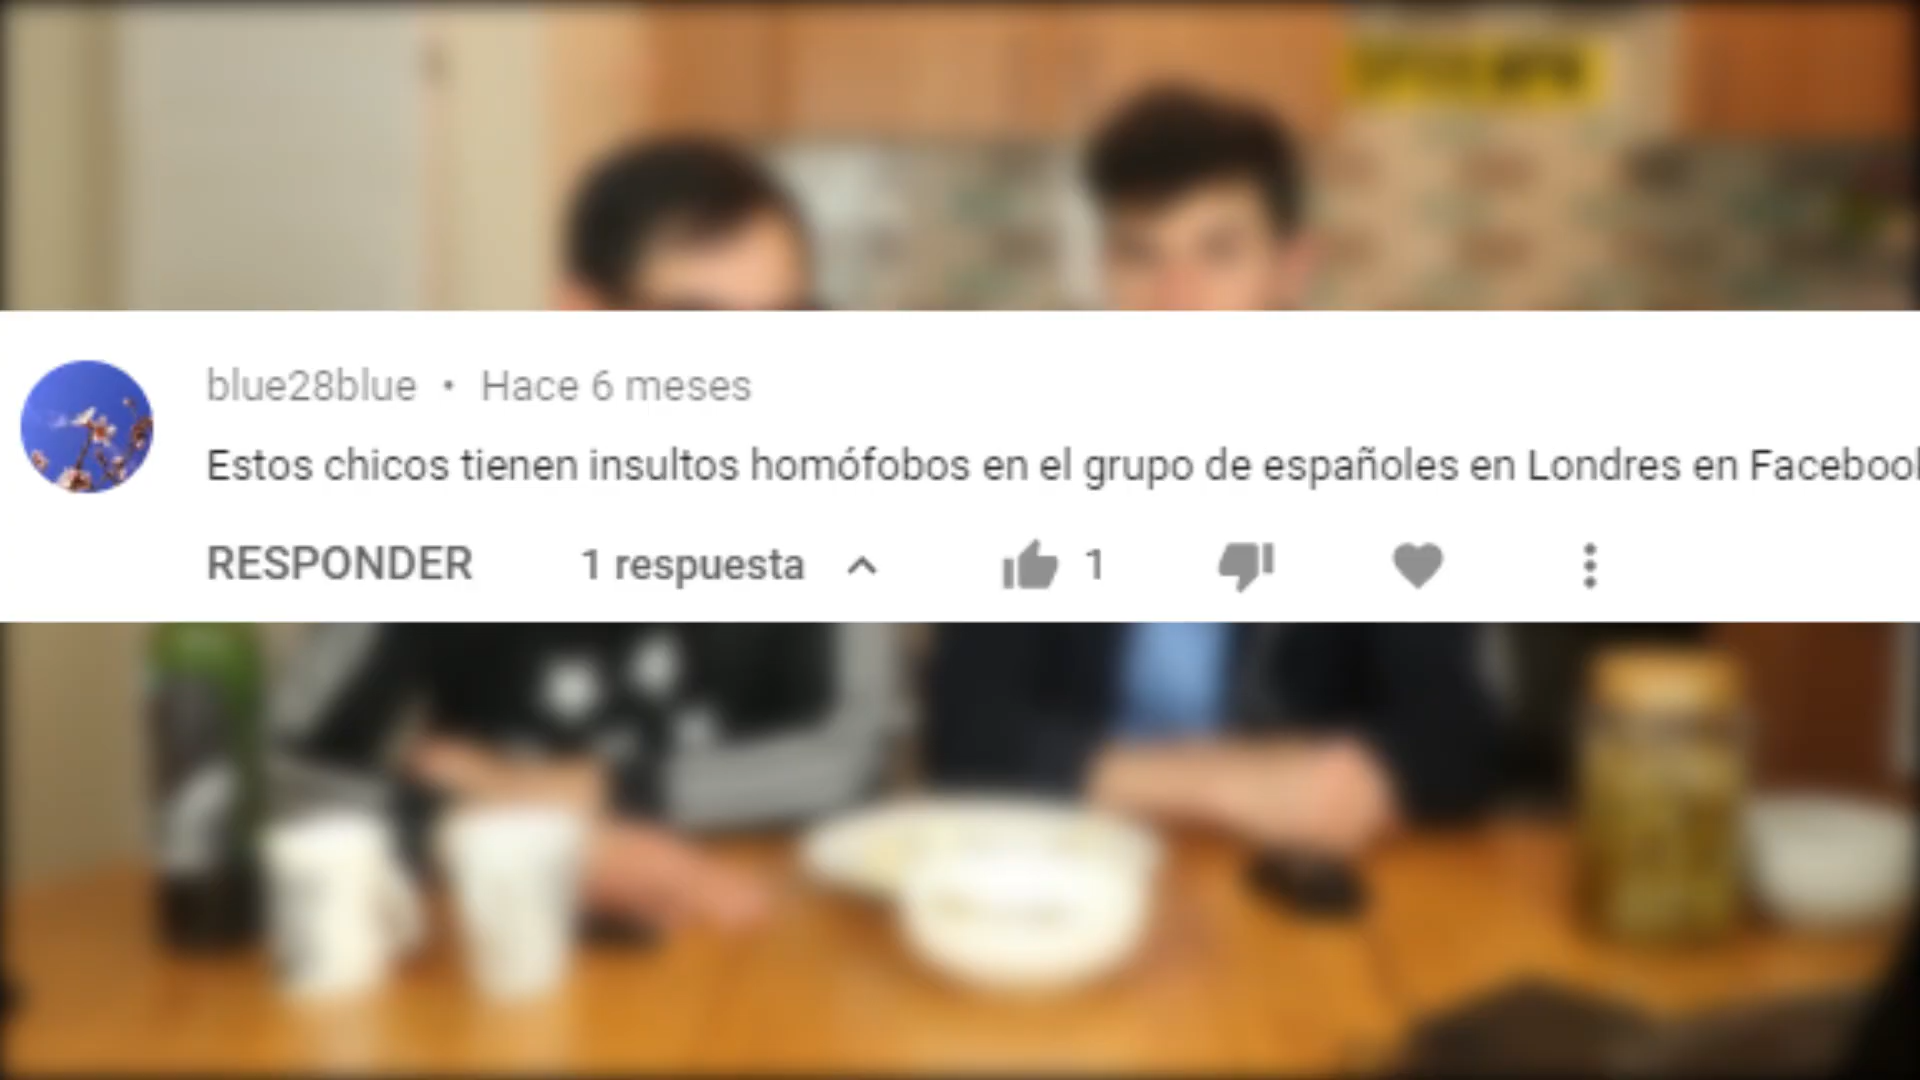 blue28blue • Hace 6 meses
Estos chicos tienen insultos homófobos en el grupo de españoles en Londres en Facebook
RESPONDER 1 respuesta 1